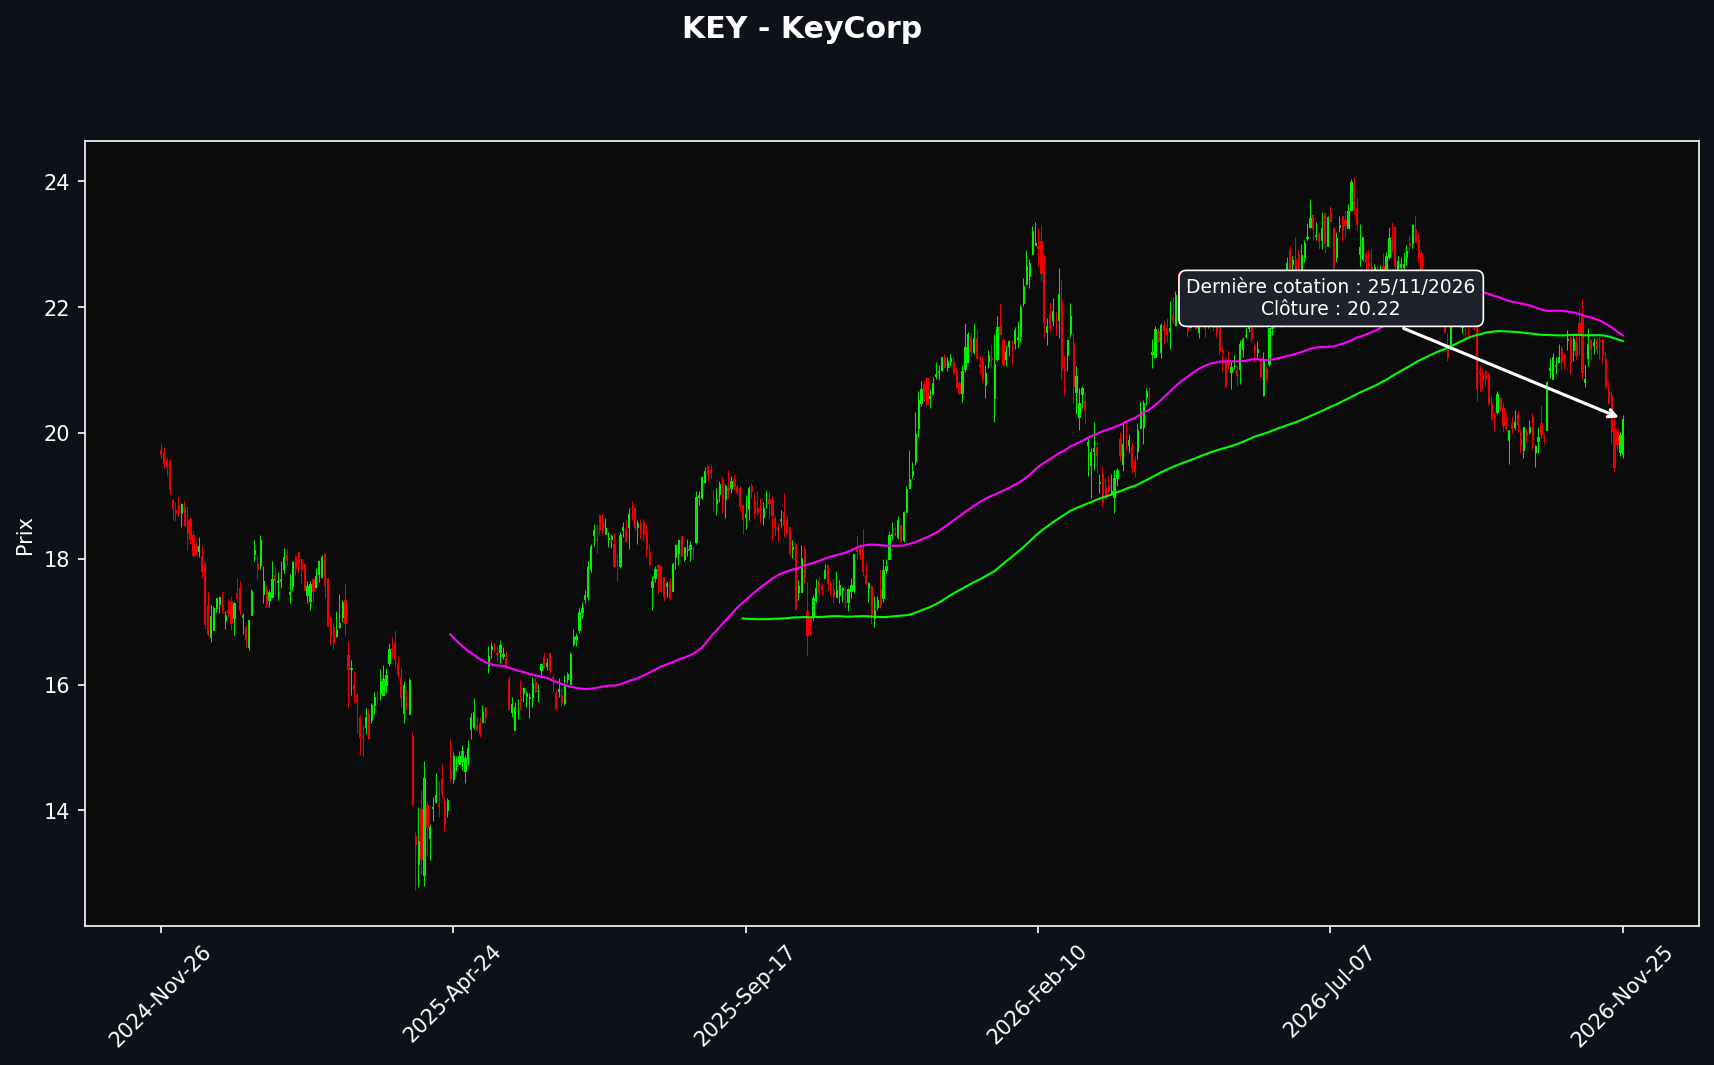 KEY - KeyCorp
24
22
20
18
16
14
Prix
Dernière cotation : 25/11/2026
Clôture : 20.22
2024-Nov-26
2025-Apr-24
2025-Sep-17
2026-Feb-10
2026-Jul-07
2026-Nov-25